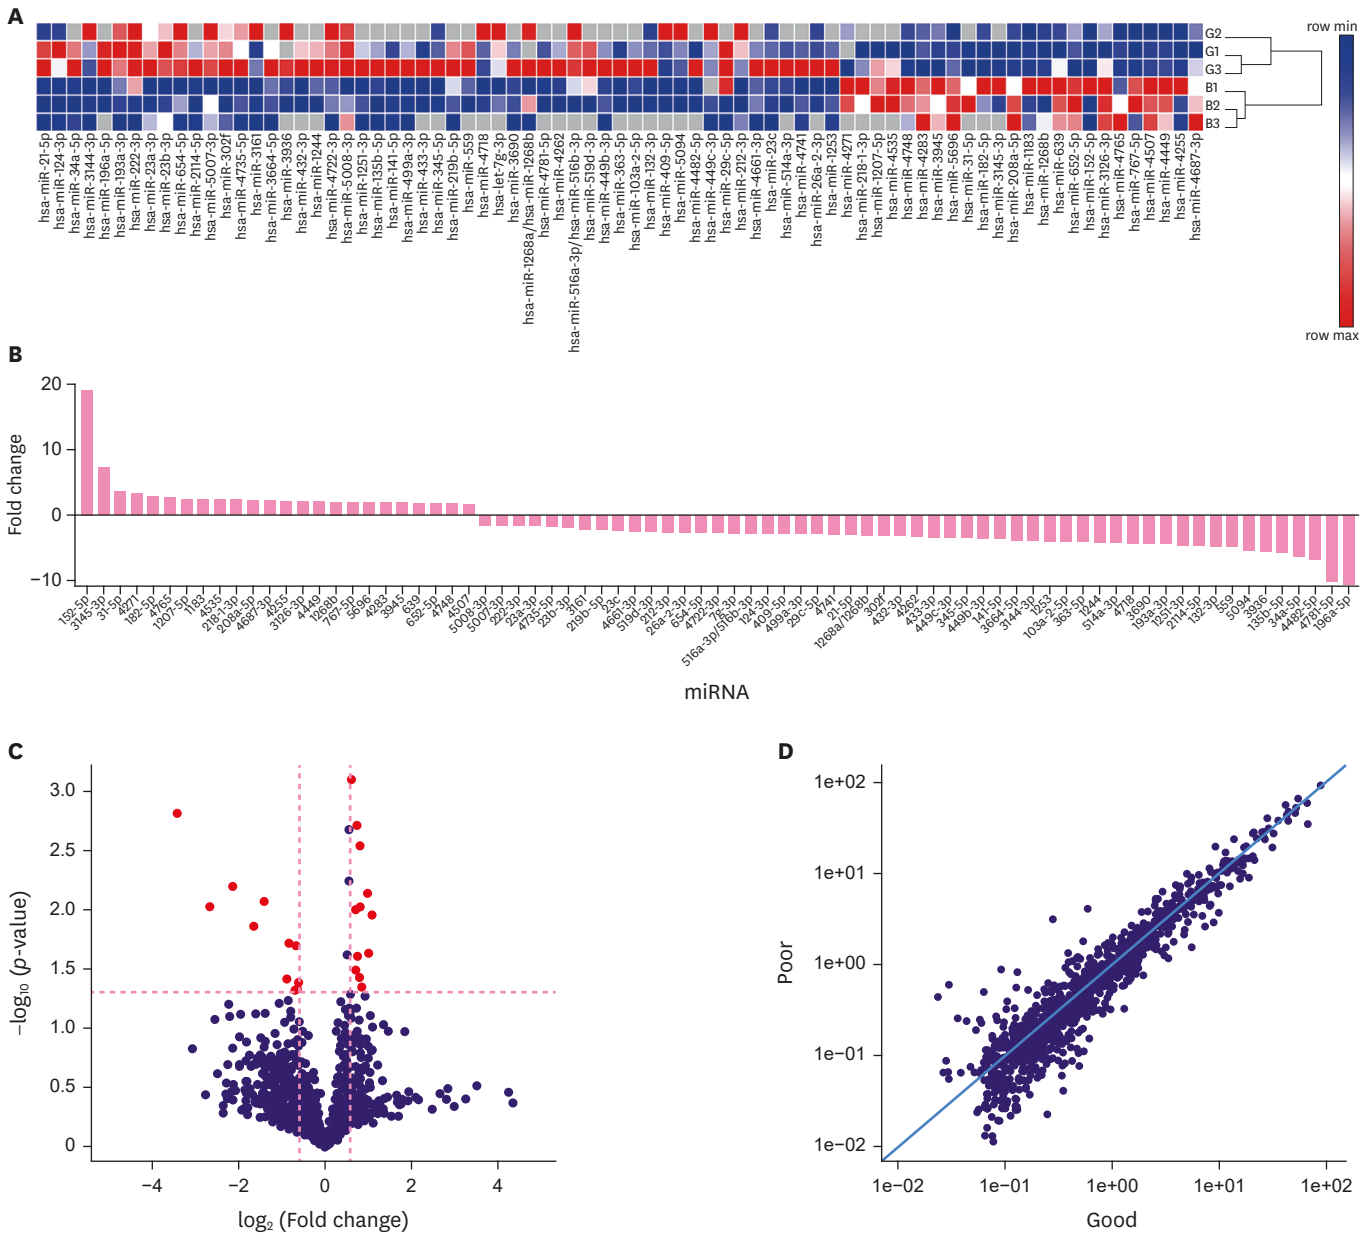 A
G2
G1
G3
B1
B2
B3
row min
row max
hsa-miR-21-5p
hsa-miR-124-3p
hsa-miR-34a-5p
hsa-miR-3144-3p
hsa-miR-196a-5p
hsa-miR-193a-3p
hsa-miR-222-3p
hsa-miR-23a-3p
hsa-miR-23b-3p
hsa-miR-654-5p
hsa-miR-2114-5p
hsa-miR-5007-3p
hsa-miR-302f
hsa-miR-4735-5p
hsa-miR-3161
hsa-miR-3664-5p
hsa-miR-3936
hsa-miR-432-3p
hsa-miR-1244
hsa-miR-4722-3p
hsa-miR-5008-3p
hsa-miR-1251-3p
hsa-miR-135b-5p
hsa-miR-141-5p
hsa-miR-499a-3p
hsa-miR-433-3p
hsa-miR-345-5p
hsa-miR-219b-5p
hsa-miR-559
hsa-miR-4718
hsa-let-7g-3p
hsa-miR-3690
hsa-miR-1268a/hsa-miR-1268b
hsa-miR-4781-5p
hsa-miR-4262
hsa-miR-516a-3p/hsa-miR-516b-3p
hsa-miR-519d-3p
hsa-miR-449b-3p
hsa-miR-363-5p
hsa-miR-103a-2-5p
hsa-miR-132-3p
hsa-miR-409-5p
hsa-miR-5094
hsa-miR-4482-5p
hsa-miR-449c-3p
hsa-miR-29c-5p
hsa-miR-212-3p
hsa-miR-4661-3p
hsa-miR-23c
hsa-miR-514a-3p
hsa-miR-4741
hsa-miR-26a-2-3p
hsa-miR-1253
hsa-miR-4271
hsa-miR-218-1-3p
hsa-miR-1207-5p
hsa-miR-4535
hsa-miR-4748
hsa-miR-4283
hsa-miR-3945
hsa-miR-5696
hsa-miR-31-5p
hsa-miR-182-5p
hsa-miR-3145-3p
hsa-miR-208a-5p
hsa-miR-1183
hsa-miR-1268b
hsa-miR-639
hsa-miR-652-5p
hsa-miR-152-5p
hsa-miR-3126-3p
hsa-miR-4765
hsa-miR-767-5p
hsa-miR-4507
hsa-miR-4449
hsa-miR-4255
hsa-miR-4687-3p
B
Fold change
20
10
0
−10
152-5p
3145-3p
31-5p
4271
182-5p
4765
1207-5p
1183
4535
218-1-3p
208a-5p
4687-3p
4255
3126-3p
4449
1268b
767-5p
5696
4283
3945
639
652-5p
4748
4507
5008-3p
5007-3p
222-3p
23a-3p
4735-5p
23b-3p
3161
219b-5p
23c
4661-3p
519d-3p
212-3p
26a-2-3p
654-5p
4722-3p
7g-3p
516a-3p/516b-3p
124-3p
409-5p
499a-3p
29c-5p
4741
21-5p
1268a/1268b
302f
432-3p
4262
433-3p
449c-3p
345-5p
449b-3p
141-5p
3664-5p
3144-3p
1253
103a-2-5p
363-5p
1244
514a-3p
4718
3690
193a-3p
1251-3p
2114-5p
132-3p
559
5094
3936
135b-5p
34a-5p
4482-5p
4781-5p
196a-5p
miRNA
C
−log₁₀ (p-value)
3.0
2.5
2.0
1.5
1.0
0.5
0
−4
−2
0
2
4
log₂ (Fold change)
D
Poor
1e+02
1e+01
1e+00
1e−01
1e−02
1e−02
1e−01
1e+00
1e+01
1e+02
Good